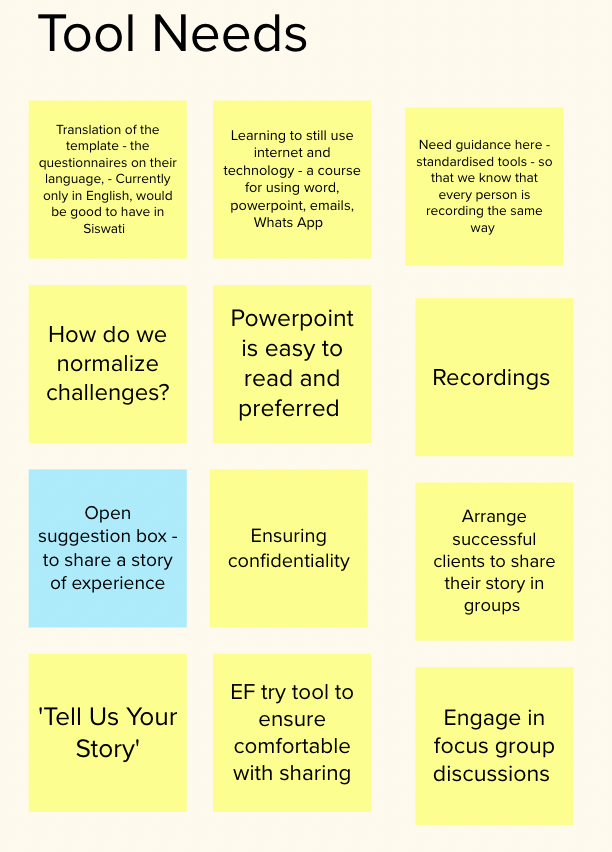 Tool Needs
Translation of the
template - the
questionnaires on their
language, - Currently
only in English, would
be good to have in
Siswati
Learning to still use
internet and
technology - a course
for using word,
powerpoint, emails,
Whats App
Need guidance here -
standardised tools - so
that we know that
every person is
recording the same
way
How do we
normalize
challenges?
Powerpoint
is easy to
read and
preferred
Recordings
Open
suggestion box -
to share a story
of experience
Ensuring
confidentiality
Arrange
successful
clients to share
their story in
groups
'Tell Us Your
Story'
EF try tool to
ensure
comfortable
with sharing
Engage in
focus group
discussions